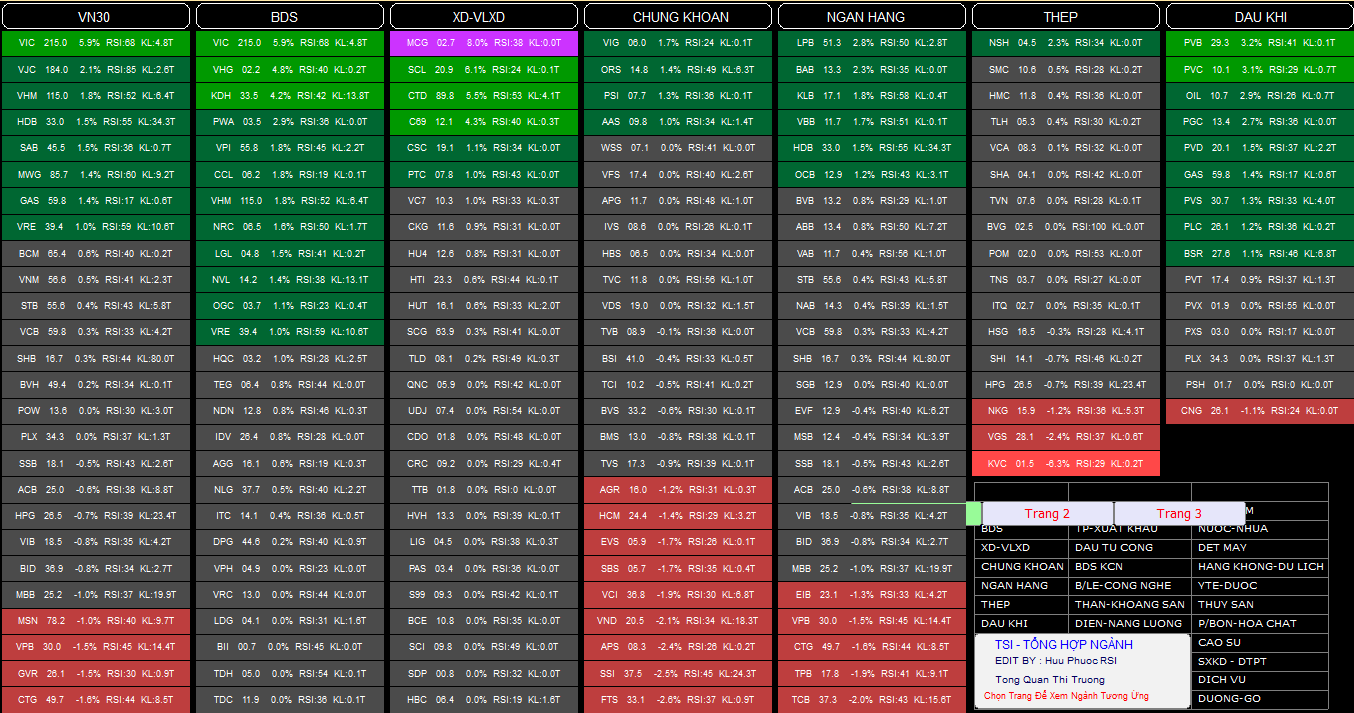 VN30
VIC 215.0 5.9% RSI:68 KL:4.8T
VJC 184.0 2.1% RSI:85 KL:2.6T
VHM 115.0 1.8% RSI:52 KL:6.4T
HDB 33.0 1.5% RSI:55 KL:34.3T
SAB 45.5 1.5% RSI:36 KL:0.7T
MWG 85.7 1.4% RSI:60 KL:9.2T
GAS 59.8 1.4% RSI:17 KL:0.6T
VRE 39.4 1.0% RSI:59 KL:10.6T
BCM 65.4 0.6% RSI:40 KL:0.2T
VNM 56.6 0.5% RSI:41 KL:2.3T
STB 55.6 0.4% RSI:43 KL:5.8T
VCB 59.8 0.3% RSI:33 KL:4.2T
SHB 16.7 0.3% RSI:44 KL:80.0T
BVH 49.4 0.2% RSI:34 KL:0.1T
POW 13.6 0.0% RSI:30 KL:3.0T
PLX 34.3 0.0% RSI:37 KL:1.3T
SSB 18.1 -0.5% RSI:43 KL:2.6T
ACB 25.0 -0.6% RSI:38 KL:8.8T
HPG 26.5 -0.7% RSI:39 KL:23.4T
VIB 18.5 -0.8% RSI:35 KL:4.2T
BID 36.9 -0.8% RSI:34 KL:2.7T
MBB 25.2 -1.0% RSI:37 KL:19.9T
MSN 78.2 -1.0% RSI:40 KL:9.7T
VPB 30.0 -1.5% RSI:45 KL:14.4T
GVR 26.1 -1.5% RSI:30 KL:0.9T
CTG 49.7 -1.6% RSI:44 KL:8.5T
BDS
VIC 215.0 5.9% RSI:68 KL:4.8T
VHG 02.2 4.8% RSI:40 KL:0.2T
KDH 33.5 4.2% RSI:42 KL:13.8T
PWA 03.5 2.9% RSI:36 KL:0.0T
VPI 55.8 1.8% RSI:45 KL:2.2T
CCL 06.2 1.8% RSI:19 KL:0.1T
VHM 115.0 1.8% RSI:52 KL:6.4T
NRC 06.5 1.6% RSI:50 KL:1.7T
LGL 04.8 1.5% RSI:41 KL:0.2T
NVL 14.2 1.4% RSI:38 KL:13.1T
OGC 03.7 1.1% RSI:23 KL:0.4T
VRE 39.4 1.0% RSI:59 KL:10.6T
HQC 03.2 1.0% RSI:28 KL:2.5T
TEG 06.4 0.8% RSI:44 KL:0.0T
NDN 12.8 0.8% RSI:46 KL:0.3T
IDV 26.4 0.8% RSI:28 KL:0.0T
AGG 16.1 0.6% RSI:19 KL:0.3T
NLG 37.7 0.5% RSI:40 KL:2.2T
ITC 14.1 0.4% RSI:36 KL:0.5T
DPG 44.6 0.2% RSI:40 KL:0.9T
VPH 04.9 0.0% RSI:23 KL:0.0T
VRC 13.0 0.0% RSI:44 KL:0.0T
LDG 04.1 0.0% RSI:31 KL:1.6T
BII 00.7 0.0% RSI:45 KL:0.0T
TDH 05.0 0.0% RSI:54 KL:0.1T
TDC 11.9 0.0% RSI:36 KL:0.1T
XD-VLXD
MCG 02.7 8.0% RSI:38 KL:0.0T
SCL 20.9 6.1% RSI:24 KL:0.1T
CTD 89.8 5.5% RSI:53 KL:4.1T
C69 12.1 4.3% RSI:40 KL:0.3T
CSC 19.1 1.1% RSI:34 KL:0.0T
PTC 07.8 1.0% RSI:43 KL:0.0T
VC7 10.3 1.0% RSI:33 KL:0.3T
CKG 11.6 0.9% RSI:31 KL:0.0T
HU4 12.6 0.8% RSI:31 KL:0.0T
HTI 23.3 0.6% RSI:44 KL:0.1T
HUT 16.1 0.6% RSI:33 KL:2.0T
SCG 63.9 0.3% RSI:41 KL:0.0T
TLD 08.1 0.2% RSI:49 KL:0.3T
QNC 05.9 0.0% RSI:42 KL:0.0T
UDJ 07.4 0.0% RSI:54 KL:0.0T
CDO 01.8 0.0% RSI:48 KL:0.0T
CRC 09.2 0.0% RSI:29 KL:0.4T
TTB 01.8 0.0% RSI:0 KL:0.0T
HVH 13.3 0.0% RSI:39 KL:0.1T
LIG 04.5 0.0% RSI:38 KL:0.3T
PAS 03.4 0.0% RSI:36 KL:0.0T
S99 09.3 0.0% RSI:42 KL:0.1T
BCE 10.8 0.0% RSI:35 KL:0.0T
SCI 09.8 0.0% RSI:49 KL:0.0T
SDP 00.8 0.0% RSI:32 KL:0.0T
HBC 06.4 0.0% RSI:19 KL:1.6T
CHUNG KHOAN
VIG 06.0 1.7% RSI:24 KL:0.1T
ORS 14.8 1.4% RSI:49 KL:6.3T
PSI 07.7 1.3% RSI:36 KL:0.1T
AAS 09.8 1.0% RSI:34 KL:1.4T
WSS 07.1 0.0% RSI:41 KL:0.0T
VFS 17.4 0.0% RSI:40 KL:2.6T
APG 11.7 0.0% RSI:48 KL:1.0T
IVS 08.6 0.0% RSI:26 KL:0.1T
HBS 06.5 0.0% RSI:34 KL:0.0T
TVC 11.8 0.0% RSI:56 KL:1.0T
VDS 19.0 0.0% RSI:32 KL:1.5T
TVB 08.9 -0.1% RSI:36 KL:0.0T
BSI 41.0 -0.4% RSI:33 KL:0.5T
TCI 10.2 -0.5% RSI:41 KL:0.2T
BVS 33.2 -0.6% RSI:30 KL:0.1T
BMS 13.0 -0.8% RSI:38 KL:0.1T
TVS 17.3 -0.9% RSI:39 KL:0.1T
AGR 16.0 -1.2% RSI:31 KL:0.3T
HCM 24.4 -1.4% RSI:29 KL:3.2T
EVS 05.9 -1.7% RSI:26 KL:0.1T
SBS 05.7 -1.7% RSI:35 KL:0.4T
VCI 36.8 -1.9% RSI:30 KL:6.8T
VND 20.5 -2.1% RSI:34 KL:18.3T
APS 08.3 -2.4% RSI:26 KL:0.2T
SSI 37.5 -2.5% RSI:45 KL:24.3T
FTS 33.1 -2.6% RSI:37 KL:0.9T
NGAN HANG
LPB 51.3 2.8% RSI:50 KL:2.8T
BAB 13.3 2.3% RSI:35 KL:0.0T
KLB 17.1 1.8% RSI:58 KL:0.4T
VBB 11.7 1.7% RSI:51 KL:0.1T
HDB 33.0 1.5% RSI:55 KL:34.3T
OCB 12.9 1.2% RSI:43 KL:3.1T
BVB 13.2 0.8% RSI:29 KL:1.0T
ABB 13.4 0.8% RSI:50 KL:7.2T
VAB 11.7 0.4% RSI:56 KL:1.0T
STB 55.6 0.4% RSI:43 KL:5.8T
NAB 14.3 0.4% RSI:39 KL:1.5T
VCB 59.8 0.3% RSI:33 KL:4.2T
SHB 16.7 0.3% RSI:44 KL:80.0T
SGB 12.9 0.0% RSI:40 KL:0.0T
EVF 12.9 -0.4% RSI:40 KL:6.2T
MSB 12.4 -0.4% RSI:34 KL:3.9T
SSB 18.1 -0.5% RSI:43 KL:2.6T
ACB 25.0 -0.6% RSI:38 KL:8.8T
VIB 18.5 -0.8% RSI:35 KL:4.2T
BID 36.9 -0.8% RSI:34 KL:2.7T
MBB 25.2 -1.0% RSI:37 KL:19.9T
EIB 23.1 -1.3% RSI:33 KL:4.2T
VPB 30.0 -1.5% RSI:45 KL:14.4T
CTG 49.7 -1.6% RSI:44 KL:8.5T
TPB 17.8 -1.9% RSI:41 KL:9.1T
TCB 37.3 -2.0% RSI:43 KL:15.6T
THEP
NSH 04.5 2.3% RSI:34 KL:0.0T
SMC 10.6 0.5% RSI:28 KL:0.2T
HMC 11.8 0.4% RSI:36 KL:0.0T
TLH 05.3 0.4% RSI:30 KL:0.2T
VCA 08.3 0.1% RSI:32 KL:0.0T
SHA 04.1 0.0% RSI:42 KL:0.0T
TVN 07.6 0.0% RSI:28 KL:0.1T
BVG 02.5 0.0% RSI:100 KL:0.0T
POM 02.0 0.0% RSI:53 KL:0.0T
TNS 03.7 0.0% RSI:27 KL:0.0T
ITQ 02.7 0.0% RSI:35 KL:0.1T
HSG 16.5 -0.3% RSI:28 KL:4.1T
SHI 14.1 -0.7% RSI:46 KL:0.2T
HPG 26.5 -0.7% RSI:39 KL:23.4T
NKG 15.9 -1.2% RSI:36 KL:5.3T
VGS 28.1 -2.4% RSI:37 KL:0.6T
KVC 01.5 -6.3% RSI:29 KL:0.2T
DAU KHI
PVB 29.3 3.2% RSI:41 KL:0.1T
PVC 10.1 3.1% RSI:29 KL:0.7T
OIL 10.7 2.9% RSI:26 KL:0.7T
PGC 13.4 2.7% RSI:36 KL:0.0T
PVD 20.1 1.5% RSI:37 KL:2.2T
GAS 59.8 1.4% RSI:17 KL:0.6T
PVS 30.7 1.3% RSI:33 KL:4.0T
PLC 26.1 1.2% RSI:36 KL:0.2T
BSR 27.6 1.1% RSI:46 KL:6.8T
PVT 17.4 0.9% RSI:37 KL:1.3T
PVX 01.9 0.0% RSI:55 KL:0.0T
PXS 03.0 0.0% RSI:17 KL:0.0T
PLX 34.3 0.0% RSI:37 KL:1.3T
PSH 01.7 0.0% RSI:0 KL:0.0T
CNG 26.1 -1.1% RSI:24 KL:0.0T
Trang 2 Trang 3 M
BDS TP-XUAT KHAU NUOC-NHUA
XD-VLXD DAU TU CONG DET MAY
CHUNG KHOAN BDS KCN HANG KHONG-DU LICH
NGAN HANG B/LE-CONG NGHE YTE-DUOC
THEP THAN-KHOANG SAN THUY SAN
DAU KHI DIEN-NANG LUONG P/BON-HOA CHAT
CAO SU
SXKD - DTPT
DICH VU
DUONG-GO
TSI - TỔNG HỢP NGÀNH
EDIT BY : Huu Phuoc RSI
Tong Quan Thi Truong
Chọn Trang Để Xem Ngành Tương Ứng